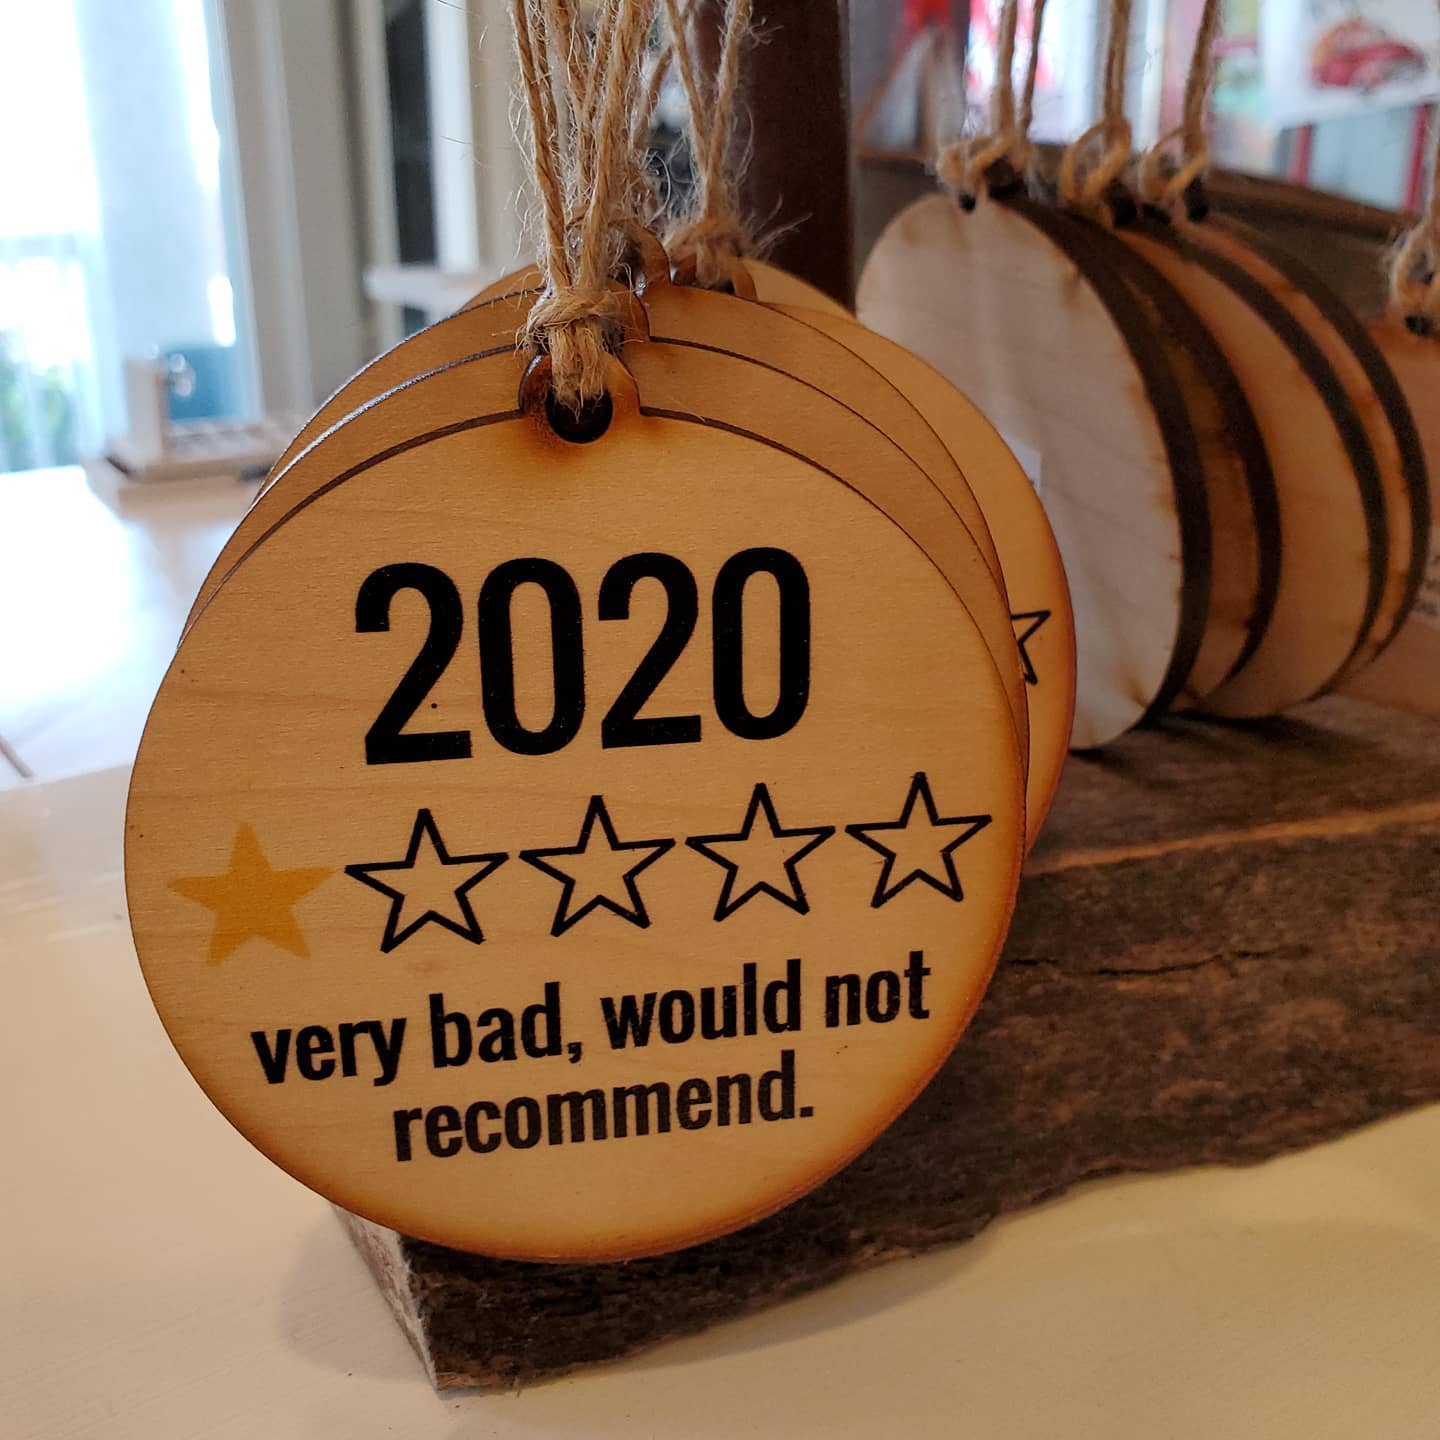 2020
very bad, would not
recommend.